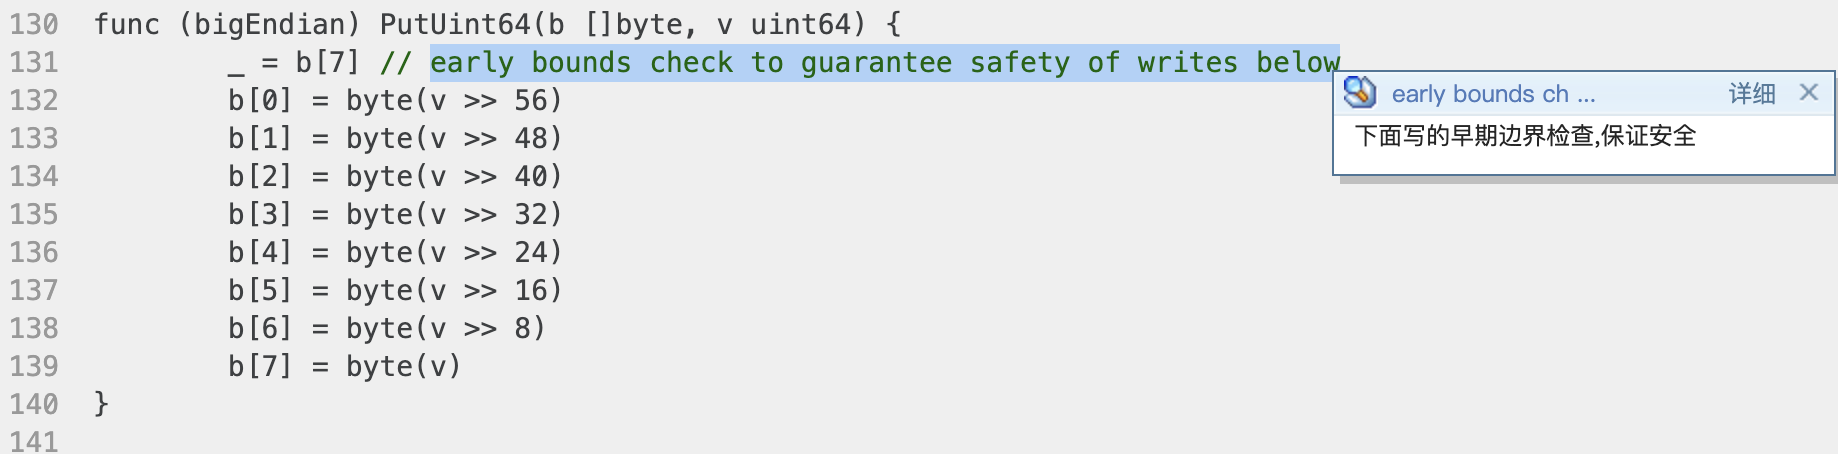 130 func (bigEndian) PutUint64(b []byte, v uint64) {
131 _ = b[7] // early bounds check to guarantee safety of writes below
132 b[0] = byte(v >> 56)
early bounds ch ... 详细 ×
133 b[1] = byte(v >> 48)
下面写的早期边界检查,保证安全
134 b[2] = byte(v >> 40)
135 b[3] = byte(v >> 32)
136 b[4] = byte(v >> 24)
137 b[5] = byte(v >> 16)
138 b[6] = byte(v >> 8)
139 b[7] = byte(v)
140 }
141